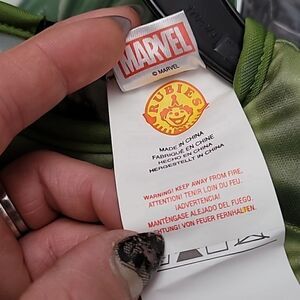 MARVEL
© MARVEL
RUBIE'S
MADE IN CHINA
FABRIQUÉ EN CHINE
HECHO EN CHINA
HERGESTELLT IN CHINA
WARNING! KEEP AWAY FROM FIRE.
ATTENTION! TENIR LOIN DU FEU.
¡ADVERTENCIA!
MANTÉNGASE ALEJADO DEL FUEGO.
ACHTUNG! VON FEUER FERNHALTEN.